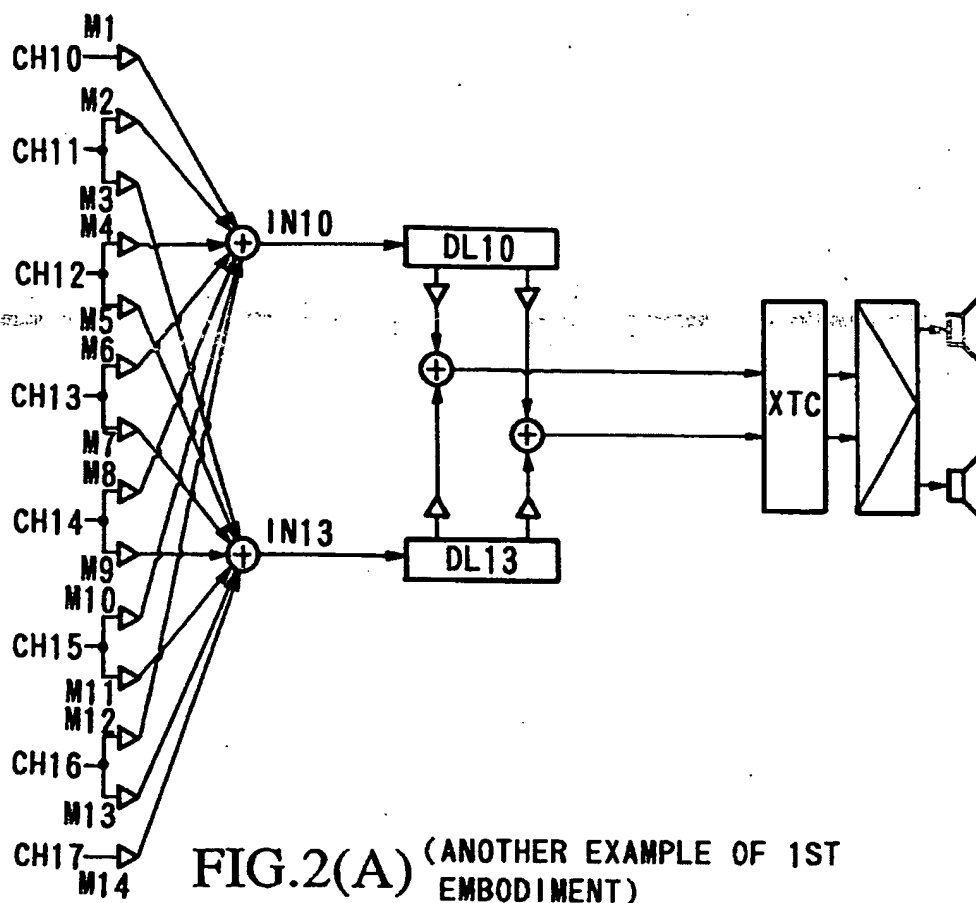 M1
CH10
M2
CH11
M3
M4
IN10
DL10
CH12
M5
M6
CH13
XTC
M7
M8
CH14
IN13
DL13
M9
M10
CH15
M11
M12
CH16
M13
CH17
M14
FIG.2(A) (ANOTHER EXAMPLE OF 1ST
EMBODIMENT)